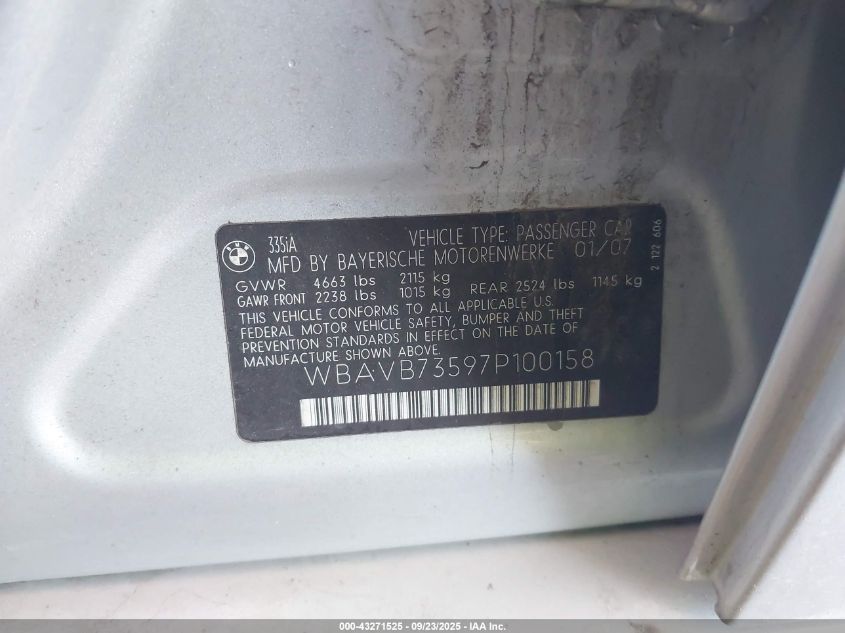 BMW
335iA
VEHICLE TYPE: PASSENGER CAR
MFD BY BAYERISCHE MOTORENWERKE 01/07
GVWR 4663 lbs 2115 kg
GAWR FRONT 2238 lbs 1015 kg REAR 2524 lbs 1145 kg
THIS VEHICLE CONFORMS TO ALL APPLICABLE U.S.
FEDERAL MOTOR VEHICLE SAFETY, BUMPER AND THEFT
PREVENTION STANDARDS IN EFFECT ON THE DATE OF
MANUFACTURE SHOWN ABOVE.
WBAVB73597P100158
2 122 606
000-43271525 - 09/23/2025 - IAA Inc.